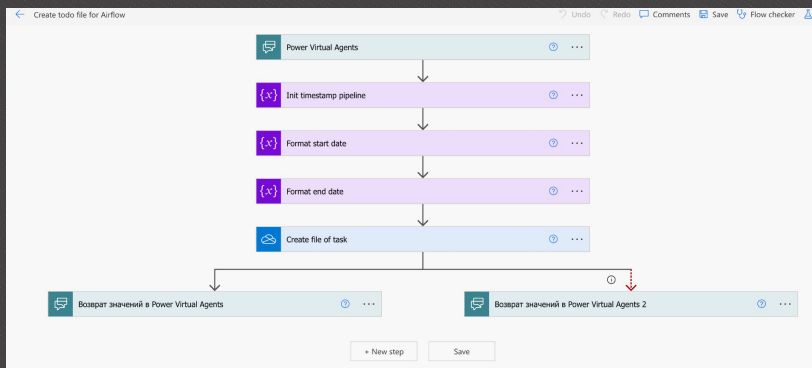 Create todo file for Airflow
Undo Redo Comments Save Flow checker
Power Virtual Agents
{x} Init timestamp pipeline
{x} Format start date
{x} Format end date
Create file of task
Возврат значений в Power Virtual Agents
Возврат значений в Power Virtual Agents 2
+ New step Save